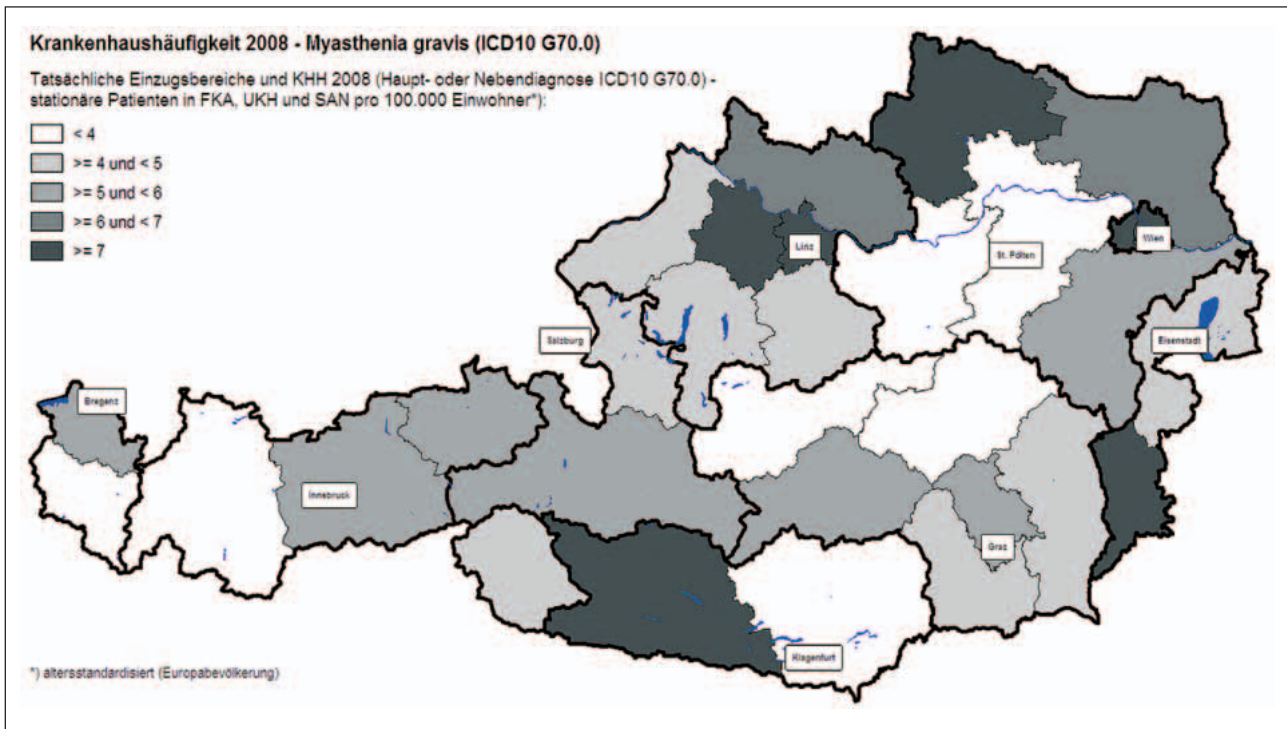 Krankenhaushäufigkeit 2008 - Myasthenia gravis (ICD10 G70.0)
Tatsächliche Einzugsbereiche und KHH 2008 (Haupt- oder Nebendiagnose ICD10 G70.0) -
stationäre Patienten in FKA, UKH und SAN pro 100.000 Einwohner*):
< 4
>= 4 und < 5
>= 5 und < 6
>= 6 und < 7
>= 7
Linz
Wien
St. Pölten
Salzburg
Eisenstadt
Bregenz
Innsbruck
Graz
Klagenfurt
*) altersstandardisiert (Europabevölkerung)